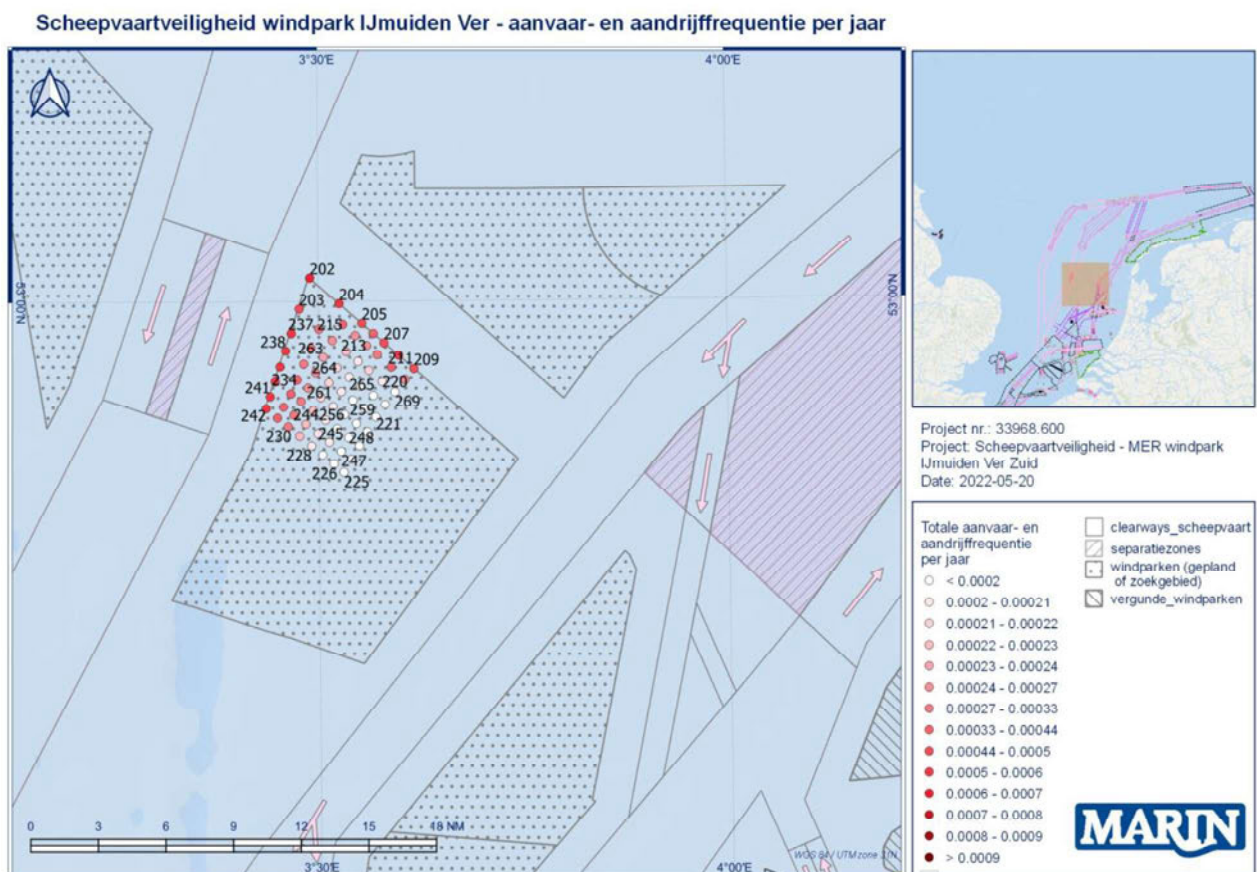 Scheepvaartveiligheid windpark IJmuiden Ver - aanvaar- en aandrijffrequentie per jaar
3°30'E
4°00'E
53°00'N
53°00'N
202
203
204
205
237
215
207
238
263
213
211
209
264
234
265
220
241
261
269
259
242
244
256
221
230
245
248
228
247
226
225
0
3
6
9
12
15
18 NM
3°30'E
4°00'E
WGS 84 / UTM zone 31N
Project nr.: 33968.600
Project: Scheepvaartveiligheid - MER windpark
IJmuiden Ver Zuid
Date: 2022-05-20
Totale aanvaar- en
aandrijffrequentie
per jaar
< 0.0002
0.0002 - 0.00021
0.00021 - 0.00022
0.00022 - 0.00023
0.00023 - 0.00024
0.00024 - 0.00027
0.00027 - 0.00033
0.00033 - 0.00044
0.00044 - 0.0005
0.0005 - 0.0006
0.0006 - 0.0007
0.0007 - 0.0008
0.0008 - 0.0009
> 0.0009
clearways_scheepvaart
separatiezones
windparken (gepland
of zoekgebied)
vergunde_windparken
MARIN